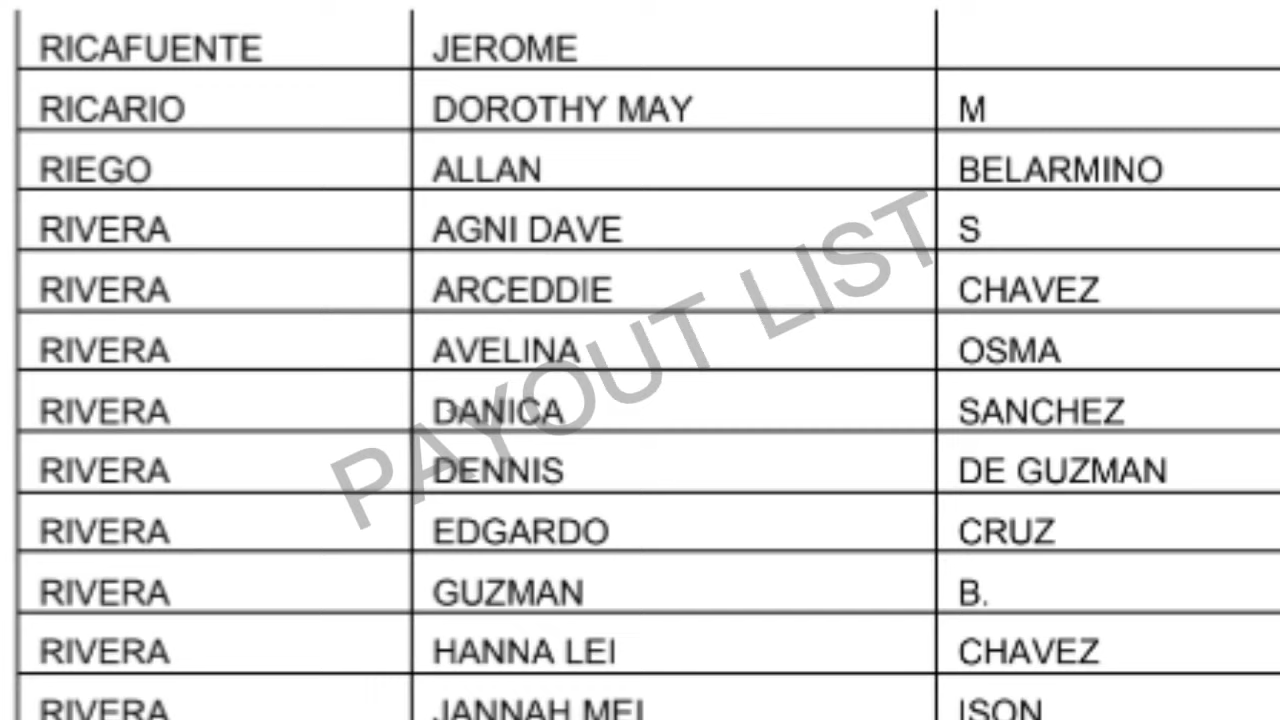 RICAFUENTE JEROME
RICARIO DOROTHY MAY M
RIEGO ALLAN BELARMINO
RIVERA AGNI DAVE S
RIVERA ARCEDDIE CHAVEZ
RIVERA AVELINA OSMA
RIVERA DANICA SANCHEZ
RIVERA DENNIS DE GUZMAN
RIVERA EDGARDO CRUZ
RIVERA GUZMAN B.
RIVERA HANNA LEI CHAVEZ
RIVERA JANNAH MEI ISON
PAYOUT LIST